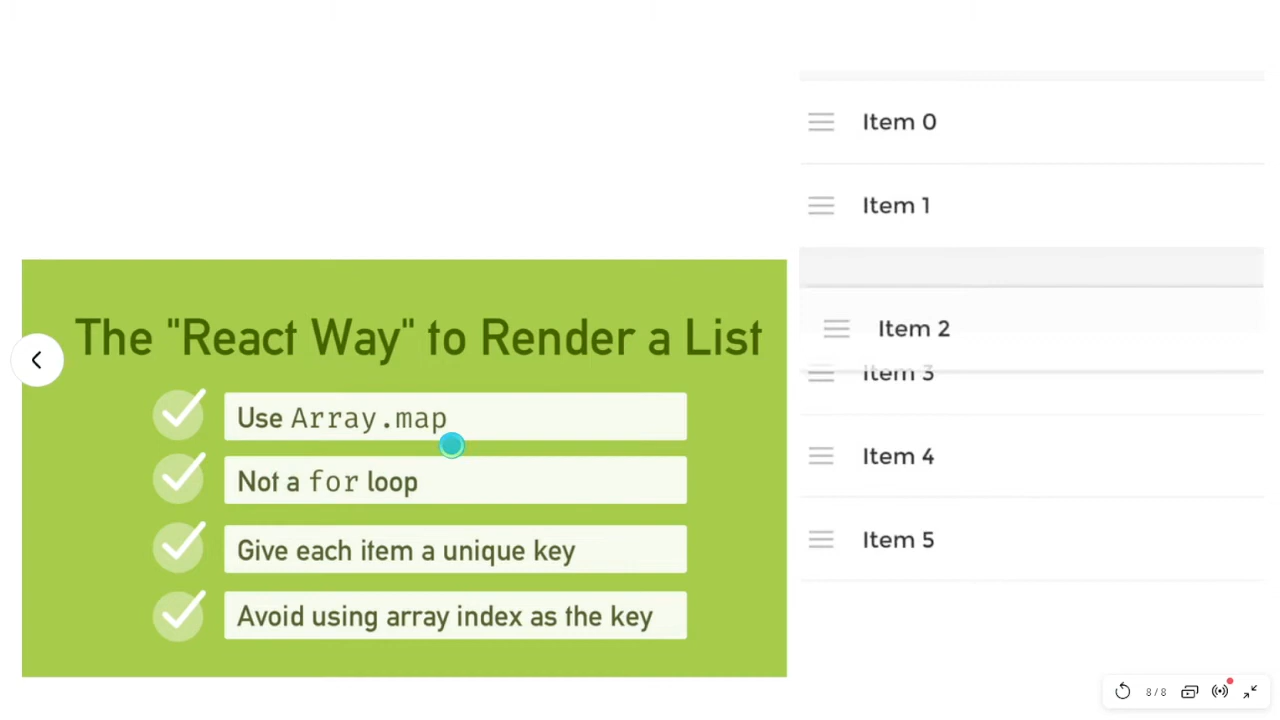 The "React Way" to Render a List
Use Array.map
Not a for loop
Give each item a unique key
Avoid using array index as the key
Item 0
Item 1
Item 2
Item 3
Item 4
Item 5
8/8